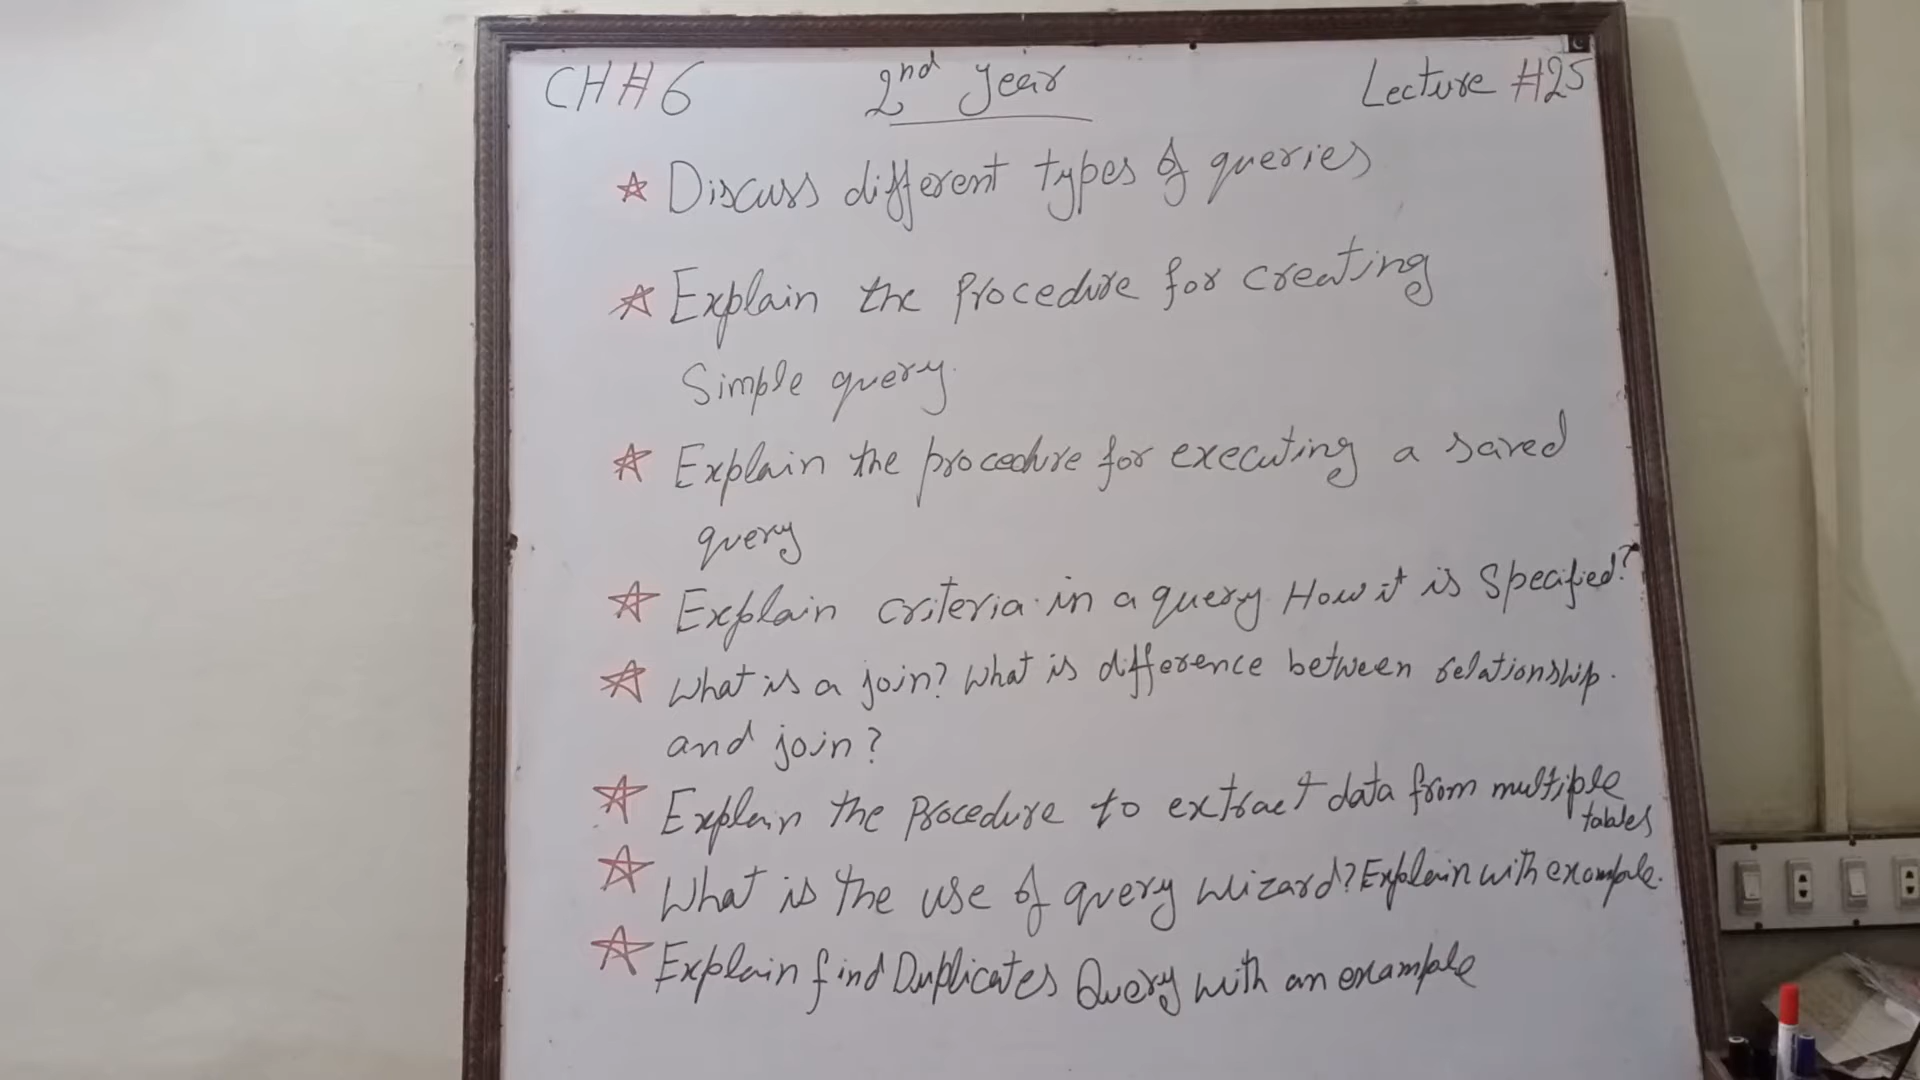 CH#6 2nd Year Lecture #25
Discuss different types of queries
Explain the Procedure for creating
Simple query.
Explain the procedure for executing a saved
query
Explain criteria in a query. How it is Specified?
What is a join? What is difference between relationship.
and join?
Explain the Procedure to extract data from multiple
tables
What is the use of query wizard? Explain with example.
Explain find Duplicates Query with an example